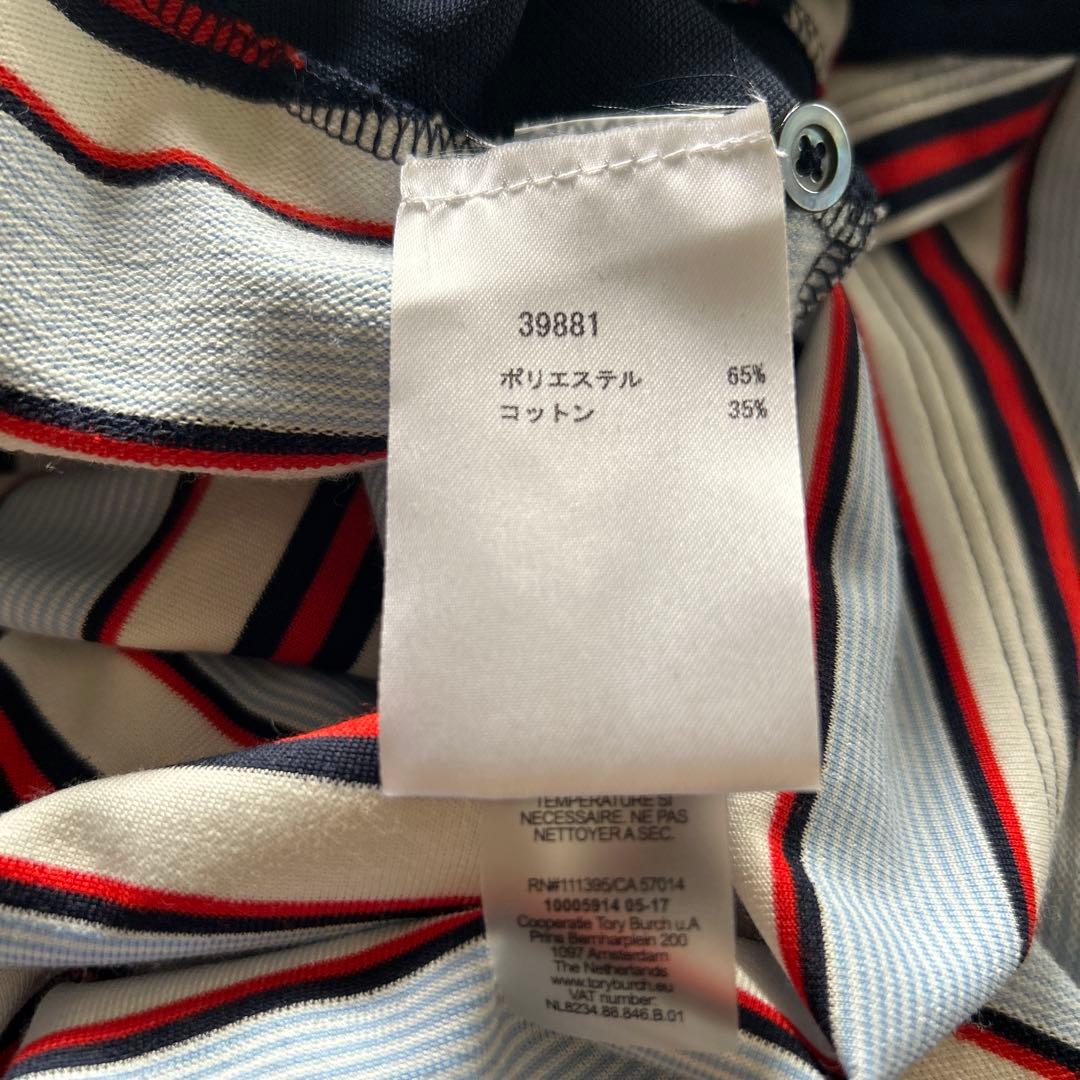 39881
ポリエステル 65%
コットン 35%
TEMPERATURE SI
NECESSAIRE. NE PAS
NETTOYER A SEC.
RN#111395/CA 57014
10005914 05-17
Cooperatie Tory Burch u.A
Prins Bernharplein 200
1097 Amsterdam
The Netherlands
www.toryburch.eu
VAT number:
NL8234.88.846.B.01